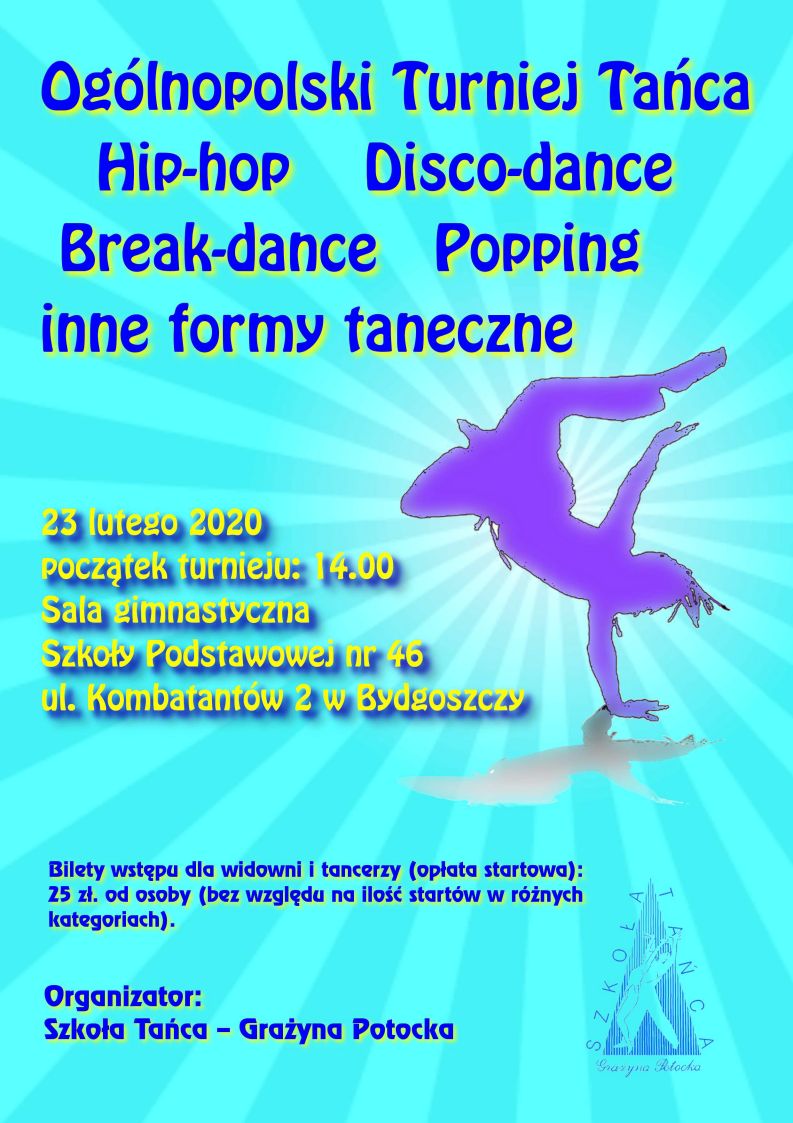 Ogólnopolski Turniej Tańca
Hip-hop Disco-dance
Break-dance Popping
inne formy taneczne
23 lutego 2020
początek turnieju: 14.00
Sala gimnastyczna
Szkoły Podstawowej nr 46
ul. Kombatantów 2 w Bydgoszczy
Bilety wstępu dla widowni i tancerzy (opłata startowa):
25 zł. od osoby (bez względu na ilość startów w różnych
kategoriach).
Organizator:
Szkoła Tańca – Grażyna Potocka
SZKOŁA TAŃCA
Grażyna Potocka